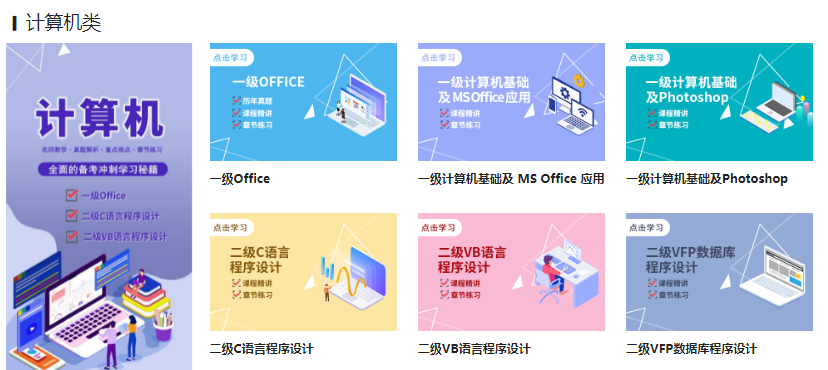 计算机类
计算机
名师教学·真题解析·重点难点·章节练习
全面的备考冲刺学习秘籍
一级Office
二级C语言程序设计
二级VB语言程序设计
点击学习
一级OFFICE
历年真题
课程精讲
章节练习
一级Office
点击学习
一级计算机基础
及MSOffice应用
课程精讲
章节练习
一级计算机基础及 MS Office 应用
点击学习
一级计算机基础
及Photoshop
课程精讲
章节练习
一级计算机基础及Photoshop
点击学习
二级C语言
程序设计
课程精讲
章节练习
二级C语言程序设计
点击学习
二级VB语言
程序设计
课程精讲
章节练习
二级VB语言程序设计
点击学习
二级VFP数据库
程序设计
课程精讲
章节练习
二级VFP数据库程序设计